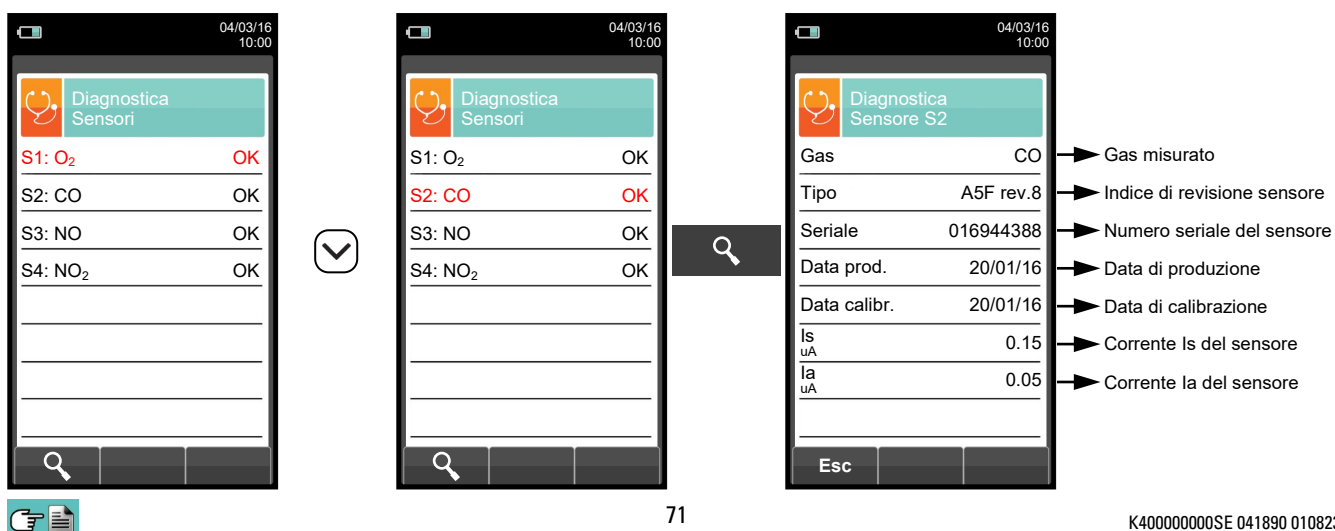 04/03/16
10:00
Diagnostica
Sensori
S1: O₂ OK
S2: CO OK
S3: NO OK
S4: NO₂ OK
04/03/16
10:00
Diagnostica
Sensori
S1: O₂ OK
S2: CO OK
S3: NO OK
S4: NO₂ OK
04/03/16
10:00
Diagnostica
Sensore S2
Gas CO Gas misurato
Tipo A5F rev.8 Indice di revisione sensore
Seriale 016944388 Numero seriale del sensore
Data prod. 20/01/16 Data di produzione
Data calibr. 20/01/16 Data di calibrazione
Is
uA 0.15 Corrente Is del sensore
Ia
uA 0.05 Corrente Ia del sensore
Esc
71
K400000000SE 041890 010823